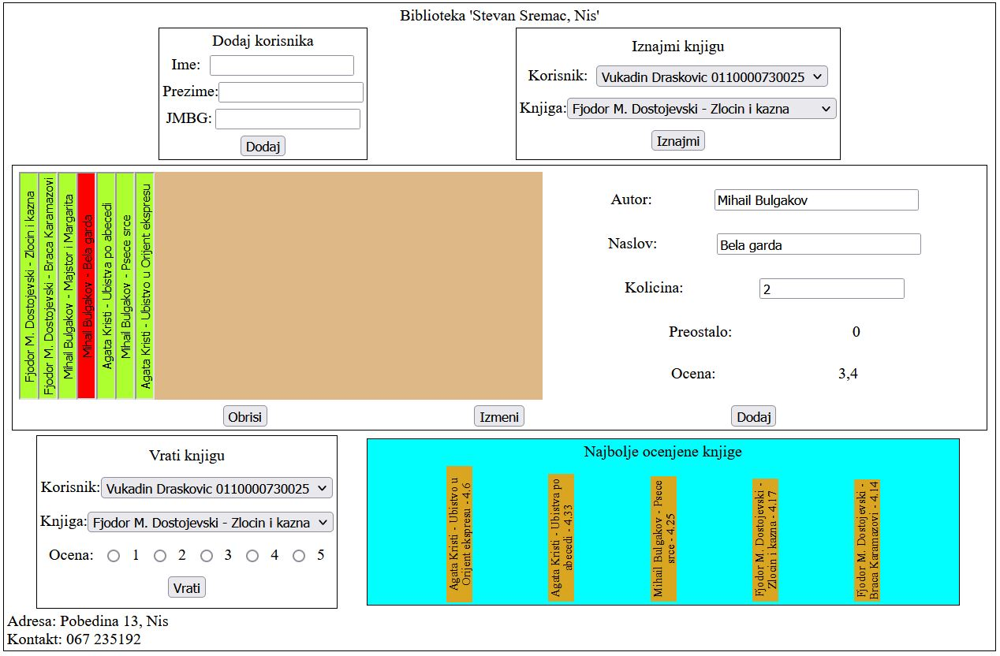 Biblioteka 'Stevan Sremac, Nis'
Dodaj korisnika
Ime:
Prezime:
JMBG:
Dodaj
Iznajmi knjigu
Korisnik: Vukadin Draskovic 0110000730025
Knjiga: Fjodor M. Dostojevski - Zlocin i kazna
Iznajmi
Fjodor M. Dostojevski - Zlocin i kazna
Fjodor M. Dostojevski - Braca Karamazovi
Mihail Bulgakov - Majstor i Margarita
Mihail Bulgakov - Bela garda
Agata Kristi - Ubistva po abecedi
Mihail Bulgakov - Psece srce
Agata Kristi - Ubistvo u Orijent ekspresu
Autor: Mihail Bulgakov
Naslov: Bela garda
Kolicina: 2
Preostalo: 0
Ocena: 3,4
Obrisi
Izmeni
Dodaj
Vrati knjigu
Korisnik: Vukadin Draskovic 0110000730025
Knjiga: Fjodor M. Dostojevski - Zlocin i kazna
Ocena: 1 2 3 4 5
Vrati
Najbolje ocenjene knjige
Agata Kristi - Ubistvo u
Orijent ekspresu - 4.6
Agata Kristi - Ubistva po
abecedi - 4.33
Mihail Bulgakov - Psece
srce - 4.25
Fjodor M. Dostojevski -
Zlocin i kazna - 4.17
Fjodor M. Dostojevski -
Braca Karamazovi - 4.14
Adresa: Pobedina 13, Nis
Kontakt: 067 235192